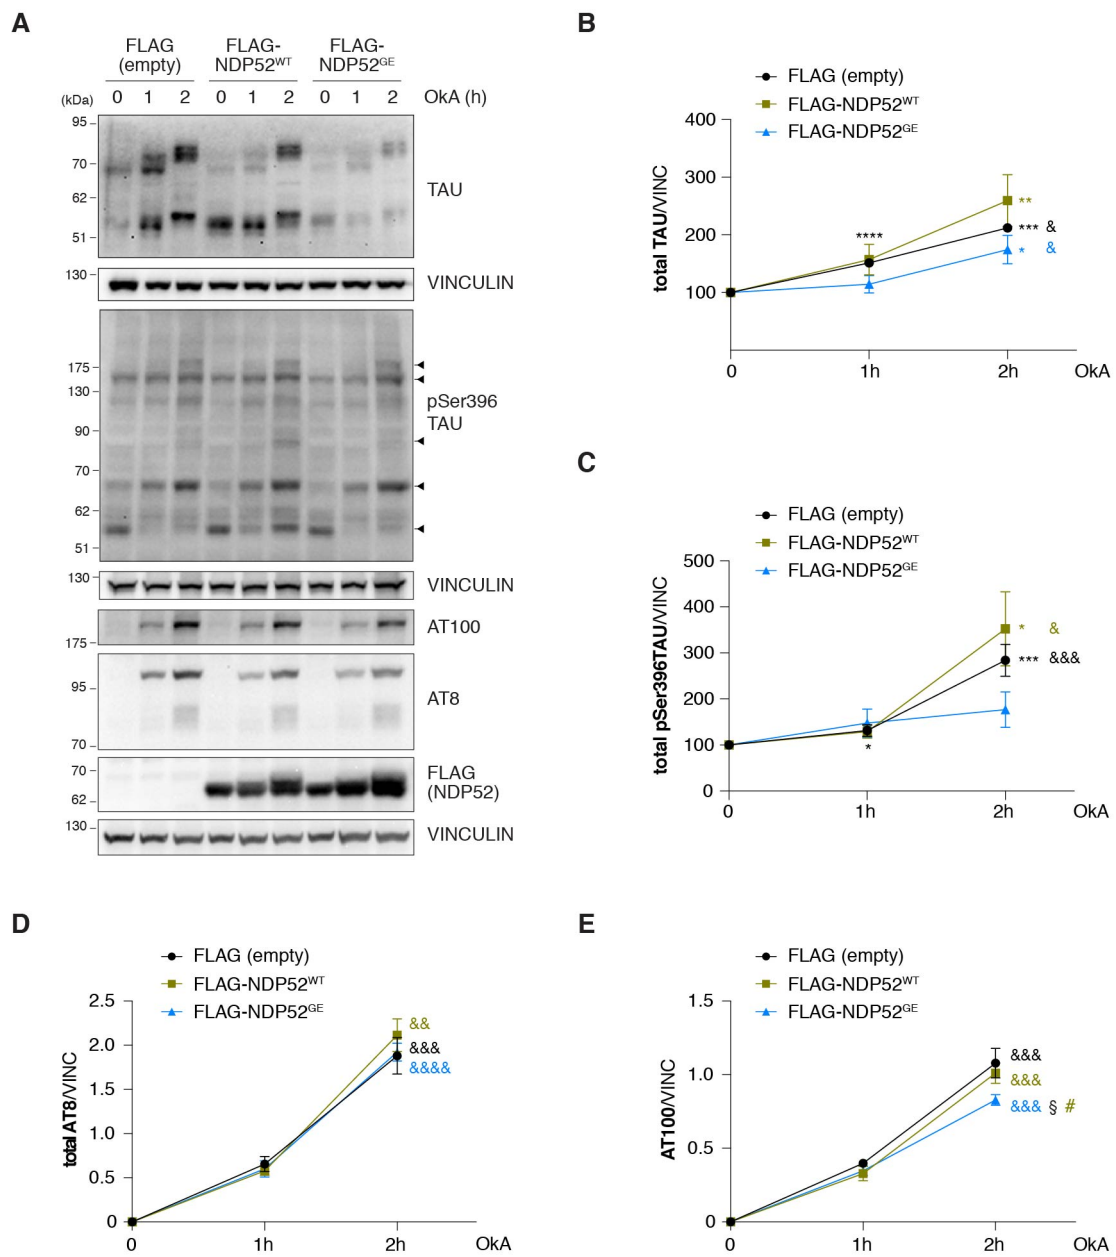 A
FLAG (empty)
FLAG-NDP52WT
FLAG-NDP52GE
(kDa)
0 1 2 0 1 2 0 1 2 OkA (h)
95
70
62
51
TAU
130
VINCULIN
175
130
90
70
62
51
pSer396
TAU
130
VINCULIN
175
AT100
95
70
AT8
70
62
FLAG
(NDP52)
130
VINCULIN
B
FLAG (empty)
FLAG-NDP52WT
FLAG-NDP52GE
total TAU/VINC
400
300
200
100
****
**
*** &
* &
0 1h 2h OkA
C
FLAG (empty)
FLAG-NDP52WT
FLAG-NDP52GE
total pSer396TAU/VINC
500
400
300
200
100
0
* &
*** &&&
*
0 1h 2h OkA
D
FLAG (empty)
FLAG-NDP52WT
FLAG-NDP52GE
total AT8/VINC
2.5
2.0
1.5
1.0
0.5
0
&&
&&&
&&&&
0 1h 2h OkA
E
FLAG (empty)
FLAG-NDP52WT
FLAG-NDP52GE
AT100/VINC
1.5
1.0
0.5
0
&&&
&&&
&&& § #
0 1h 2h OkA